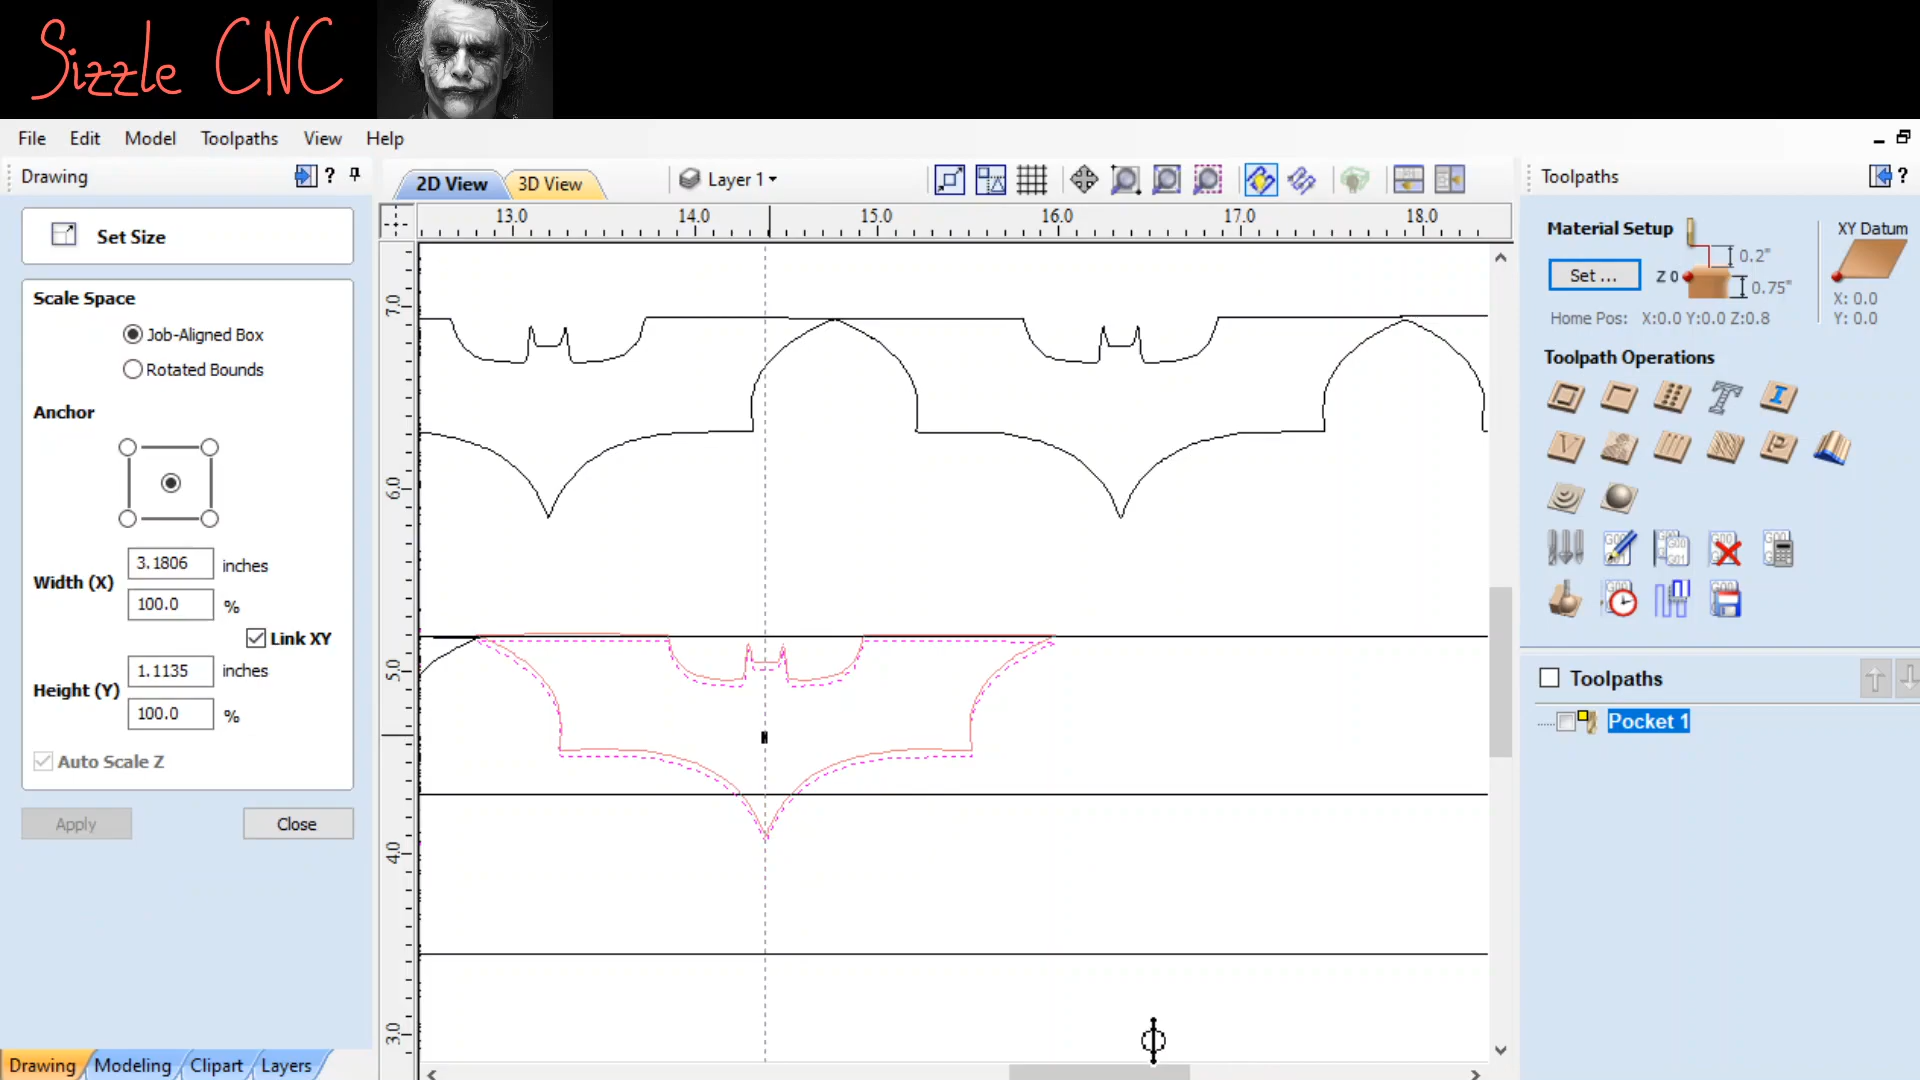 Sizzle CNC
File Edit Model Toolpaths View Help
Drawing ?
Set Size
Scale Space
Job-Aligned Box
Rotated Bounds
Anchor
Width (X) 3.1806 inches
100.0 %
Link XY
Height (Y) 1.1135 inches
100.0 %
Auto Scale Z
Apply Close
Drawing Modeling Clipart Layers
2D View 3D View Layer 1
13.0 14.0 15.0 16.0 17.0 18.0
7.0
6.0
5.0
4.0
3.0
Toolpaths ?
Material Setup 0.2" XY Datum
Set ... Z 0 0.75"
X: 0.0
Home Pos: X:0.0 Y:0.0 Z:0.8 Y: 0.0
Toolpath Operations
Toolpaths
Pocket 1